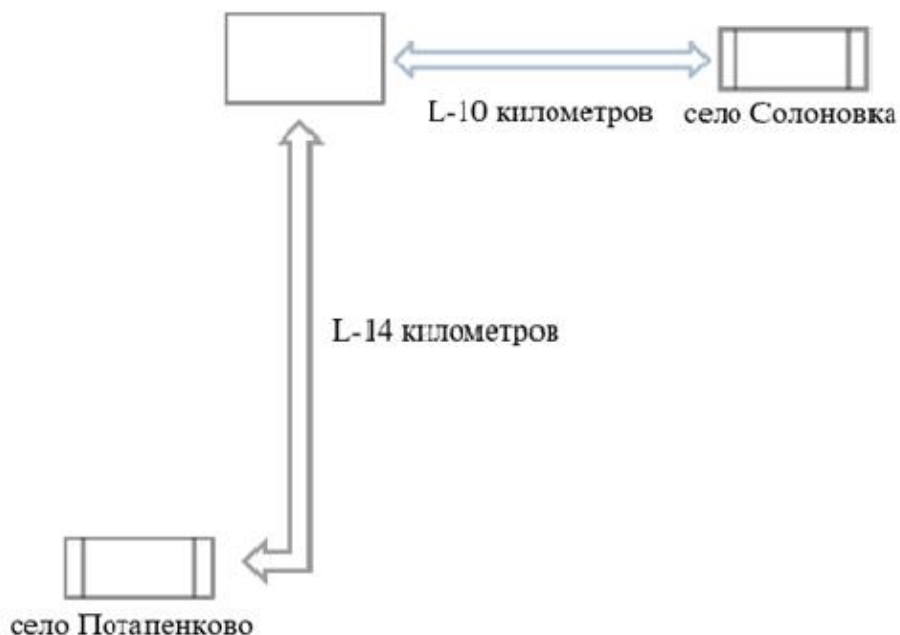 L-10 километров
село Солоновка
L-14 километров
село Потапенково